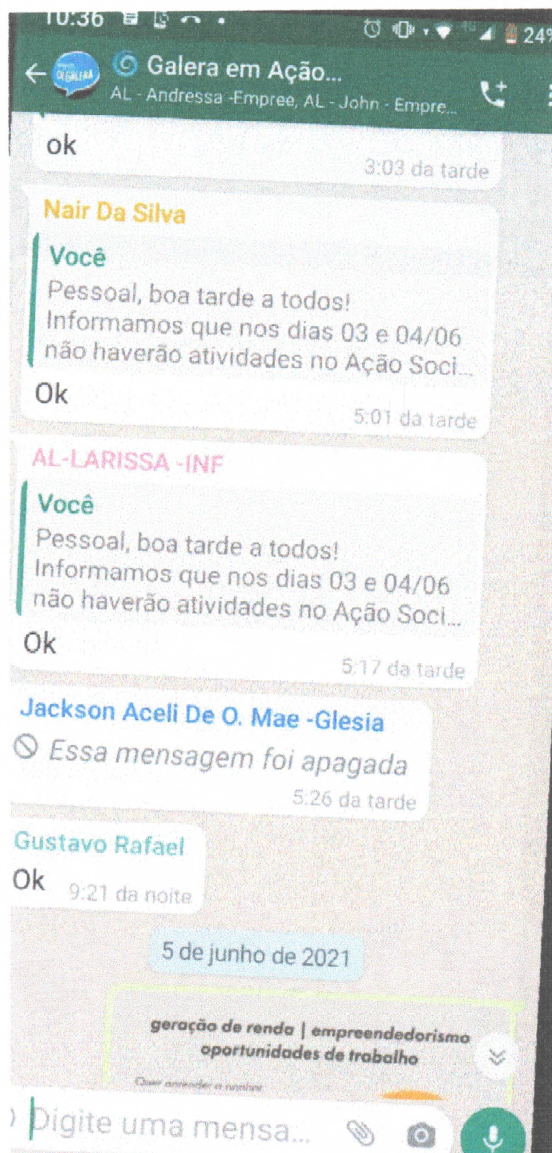 10:36
24%
OI GALERA
Galera em Ação...
AL - Andressa -Empree, AL - John - Empre...
ok
3:03 da tarde
Nair Da Silva
Você
Pessoal, boa tarde a todos!
Informamos que nos dias 03 e 04/06
não haverão atividades no Ação Soci...
Ok
5:01 da tarde
AL-LARISSA -INF
Você
Pessoal, boa tarde a todos!
Informamos que nos dias 03 e 04/06
não haverão atividades no Ação Soci...
Ok
5:17 da tarde
Jackson Aceli De O. Mae -Glesia
Essa mensagem foi apagada
5:26 da tarde
Gustavo Rafael
Ok
9:21 da noite
5 de junho de 2021
geração de renda | empreendedorismo
oportunidades de trabalho
Quer aprender a ganhar
Digite uma mensa...